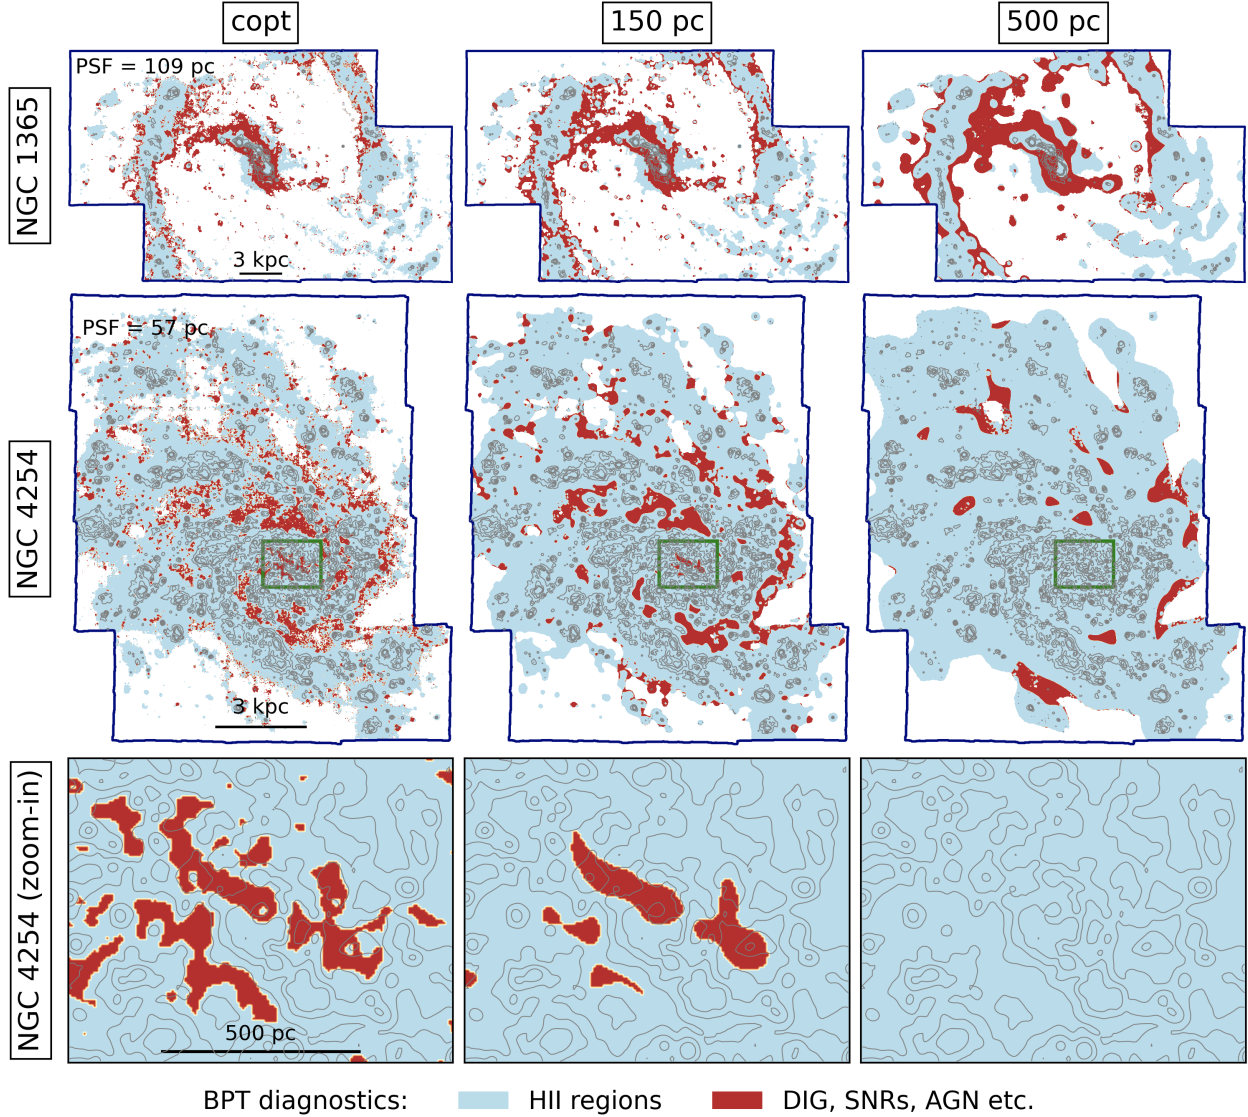 copt
150 pc
500 pc
NGC 1365
PSF = 109 pc
3 kpc
NGC 4254
PSF = 57 pc
3 kpc
NGC 4254 (zoom-in)
500 pc
BPT diagnostics: HII regions DIG, SNRs, AGN etc.